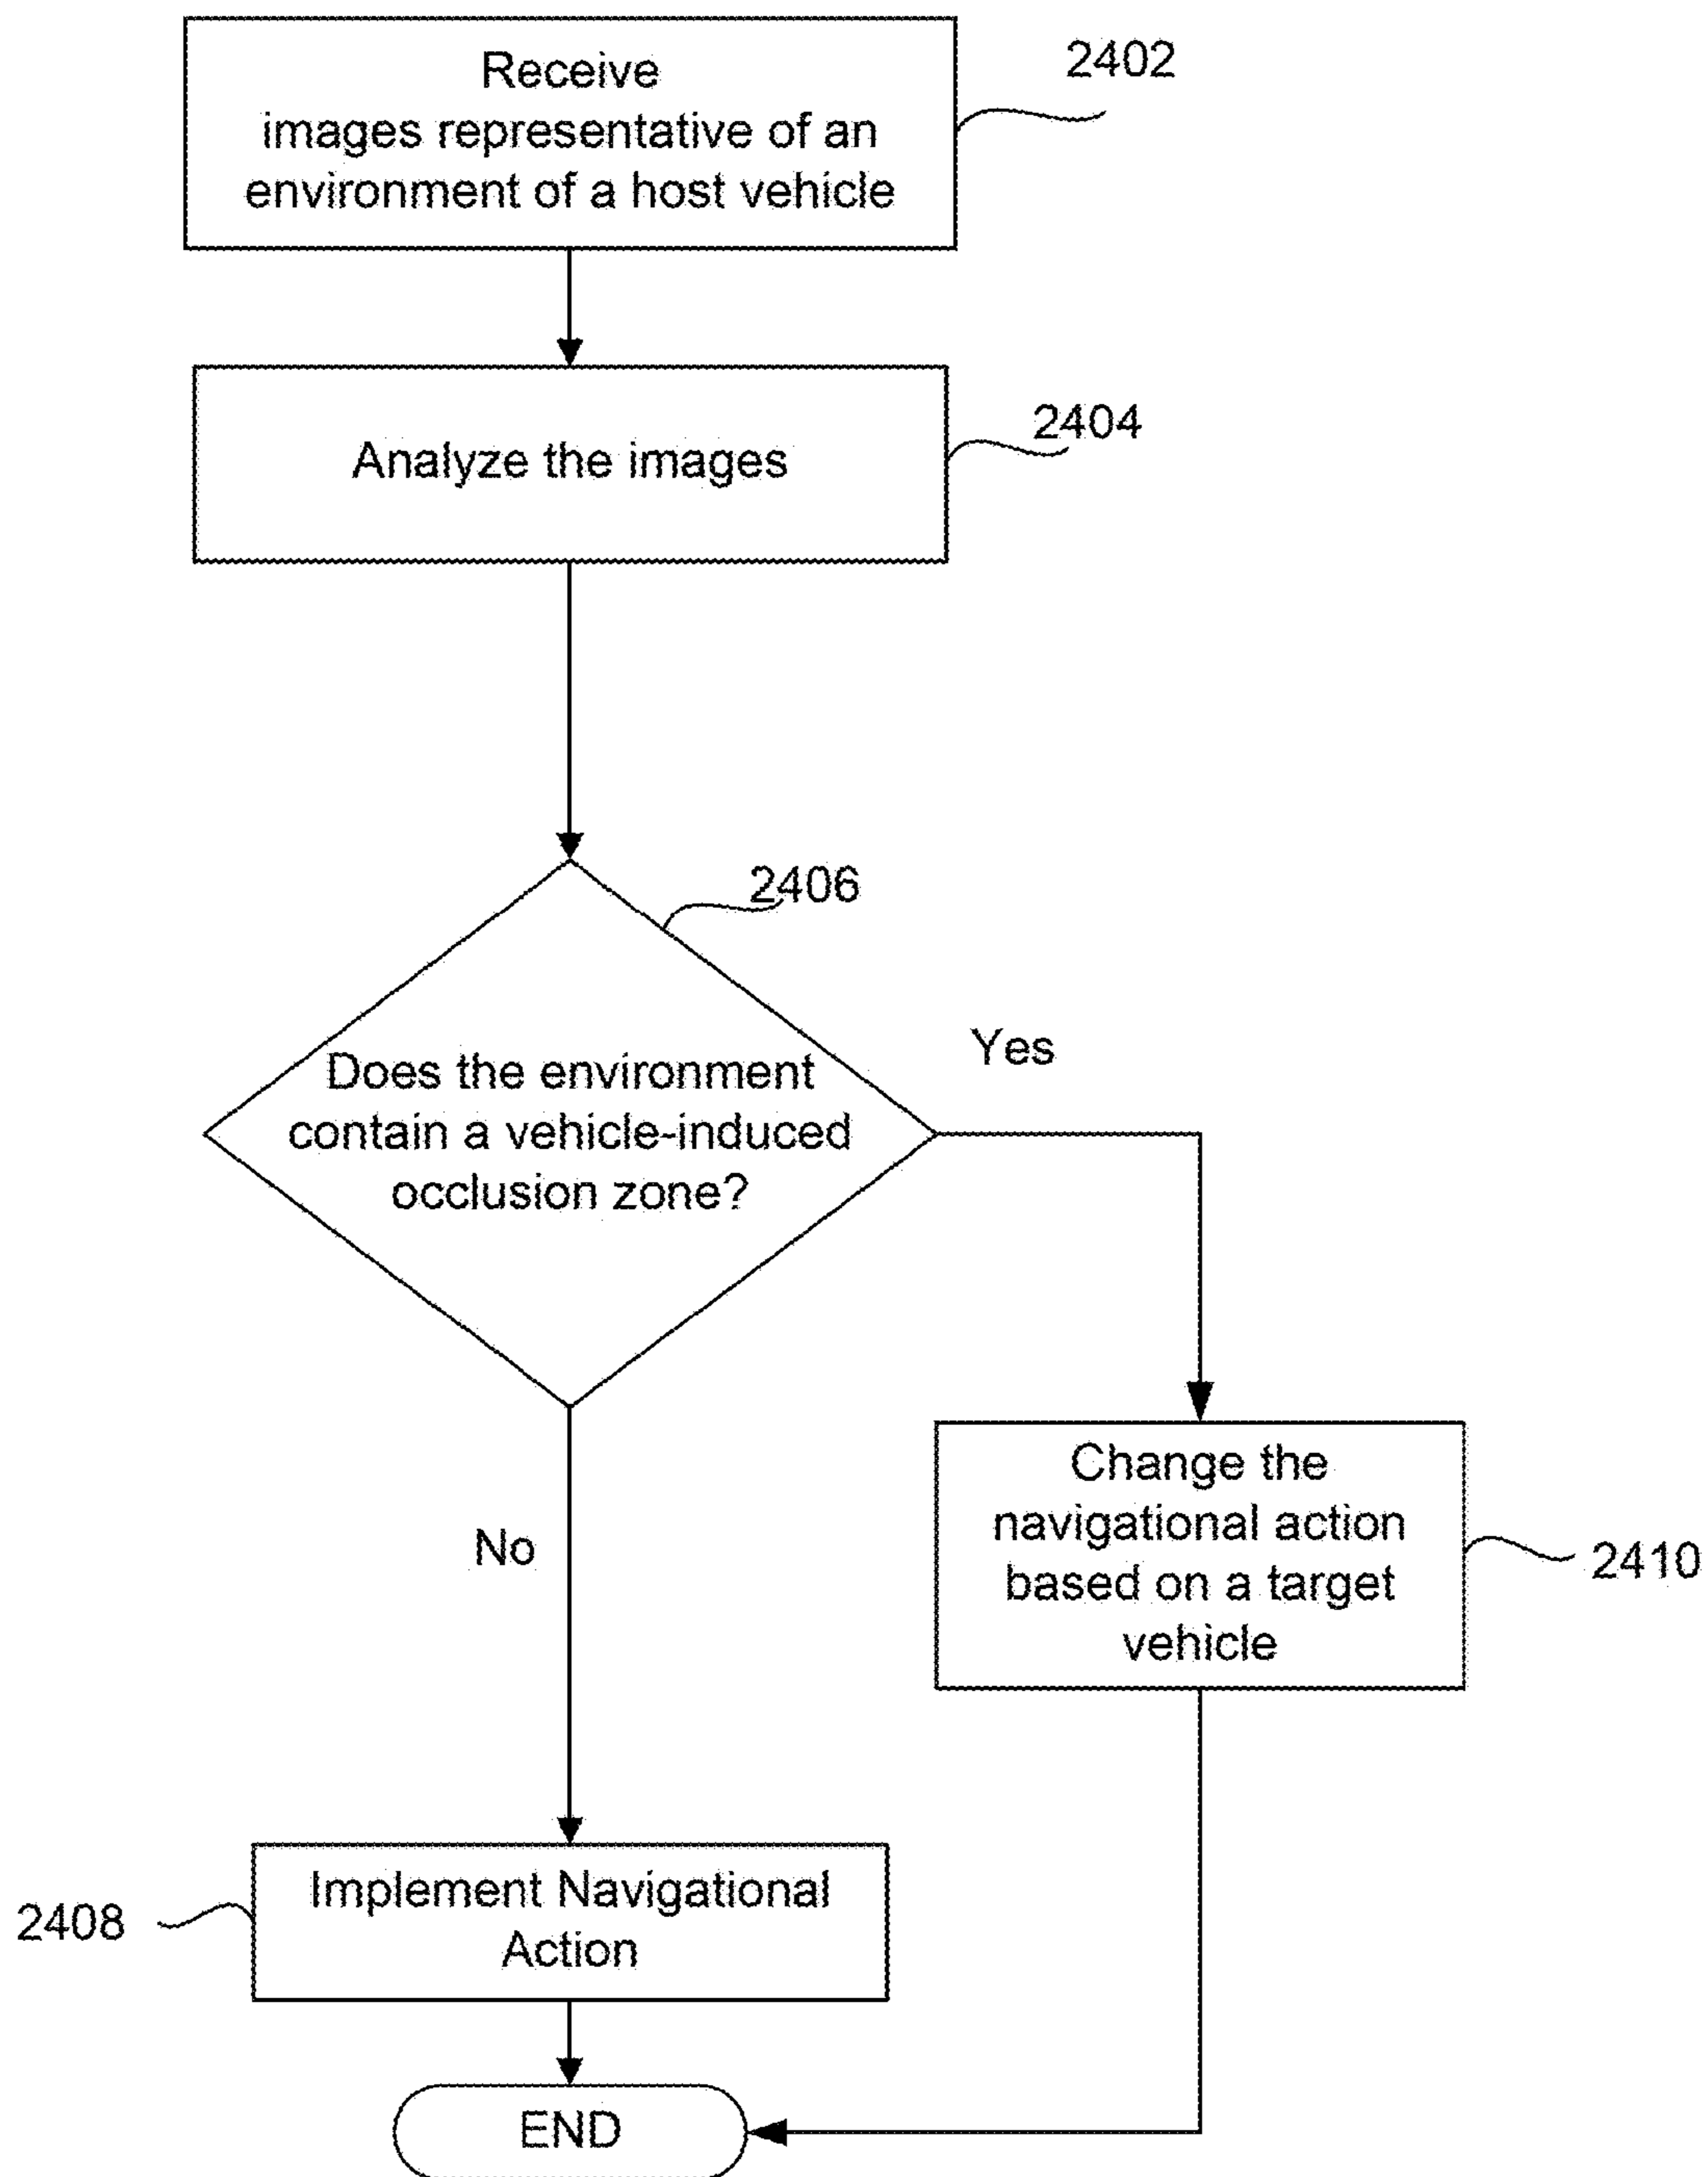 Receive
images representative of an
environment of a host vehicle
2402
Analyze the images
2404
2406
Does the environment
contain a vehicle-induced
occlusion zone?
Yes
No
Change the
navigational action
based on a target
vehicle
2410
Implement Navigational
Action
2408
END